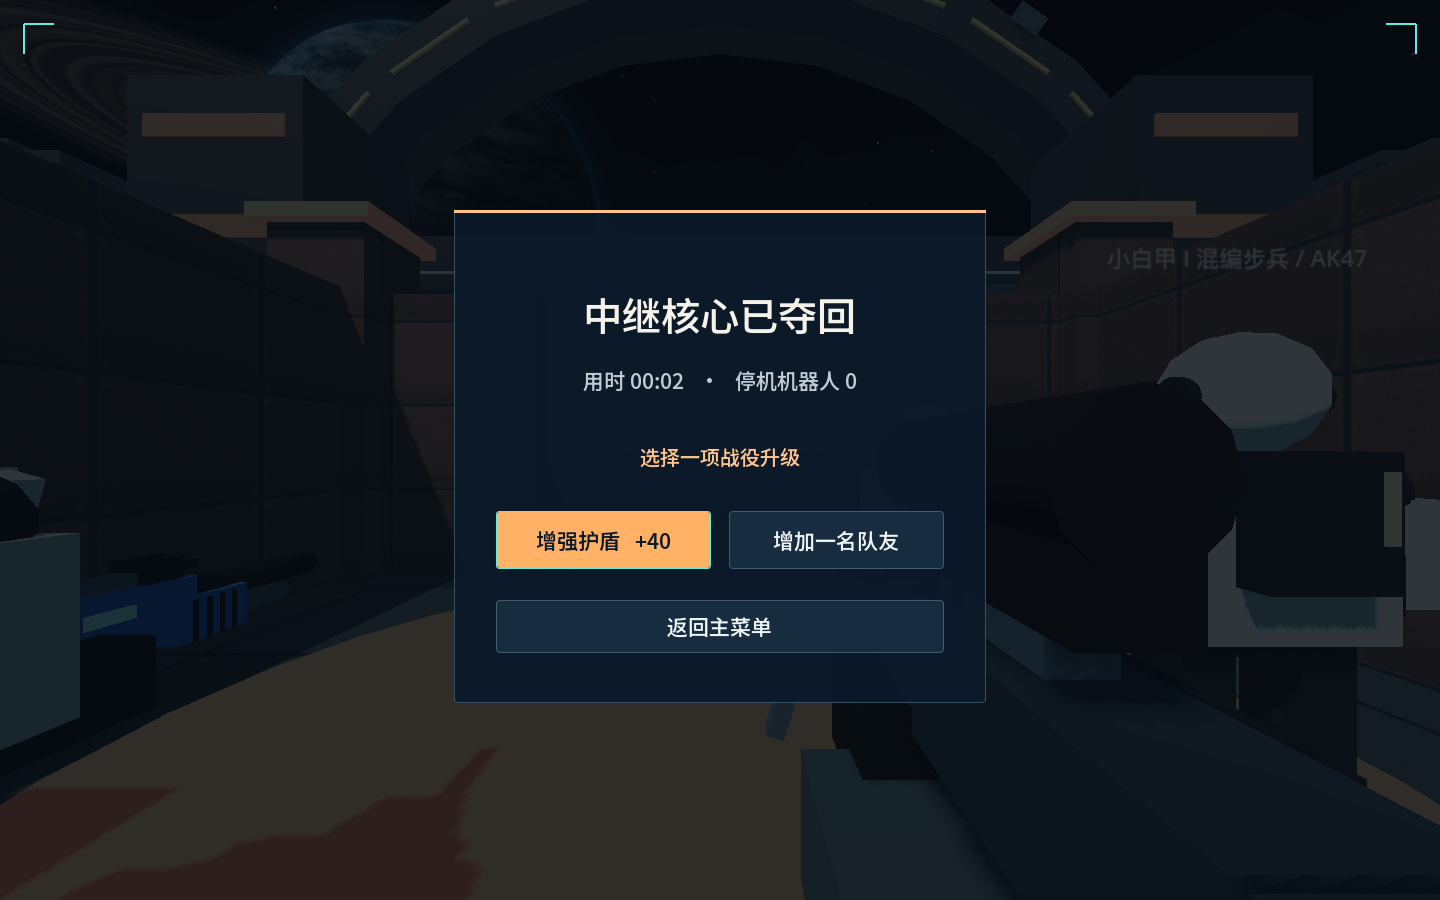 小白甲 I 混编步兵 / AK47
中继核心已夺回
用时 00:02 • 停机机器人 0
选择一项战役升级
增强护盾 +40
增加一名队友
返回主菜单